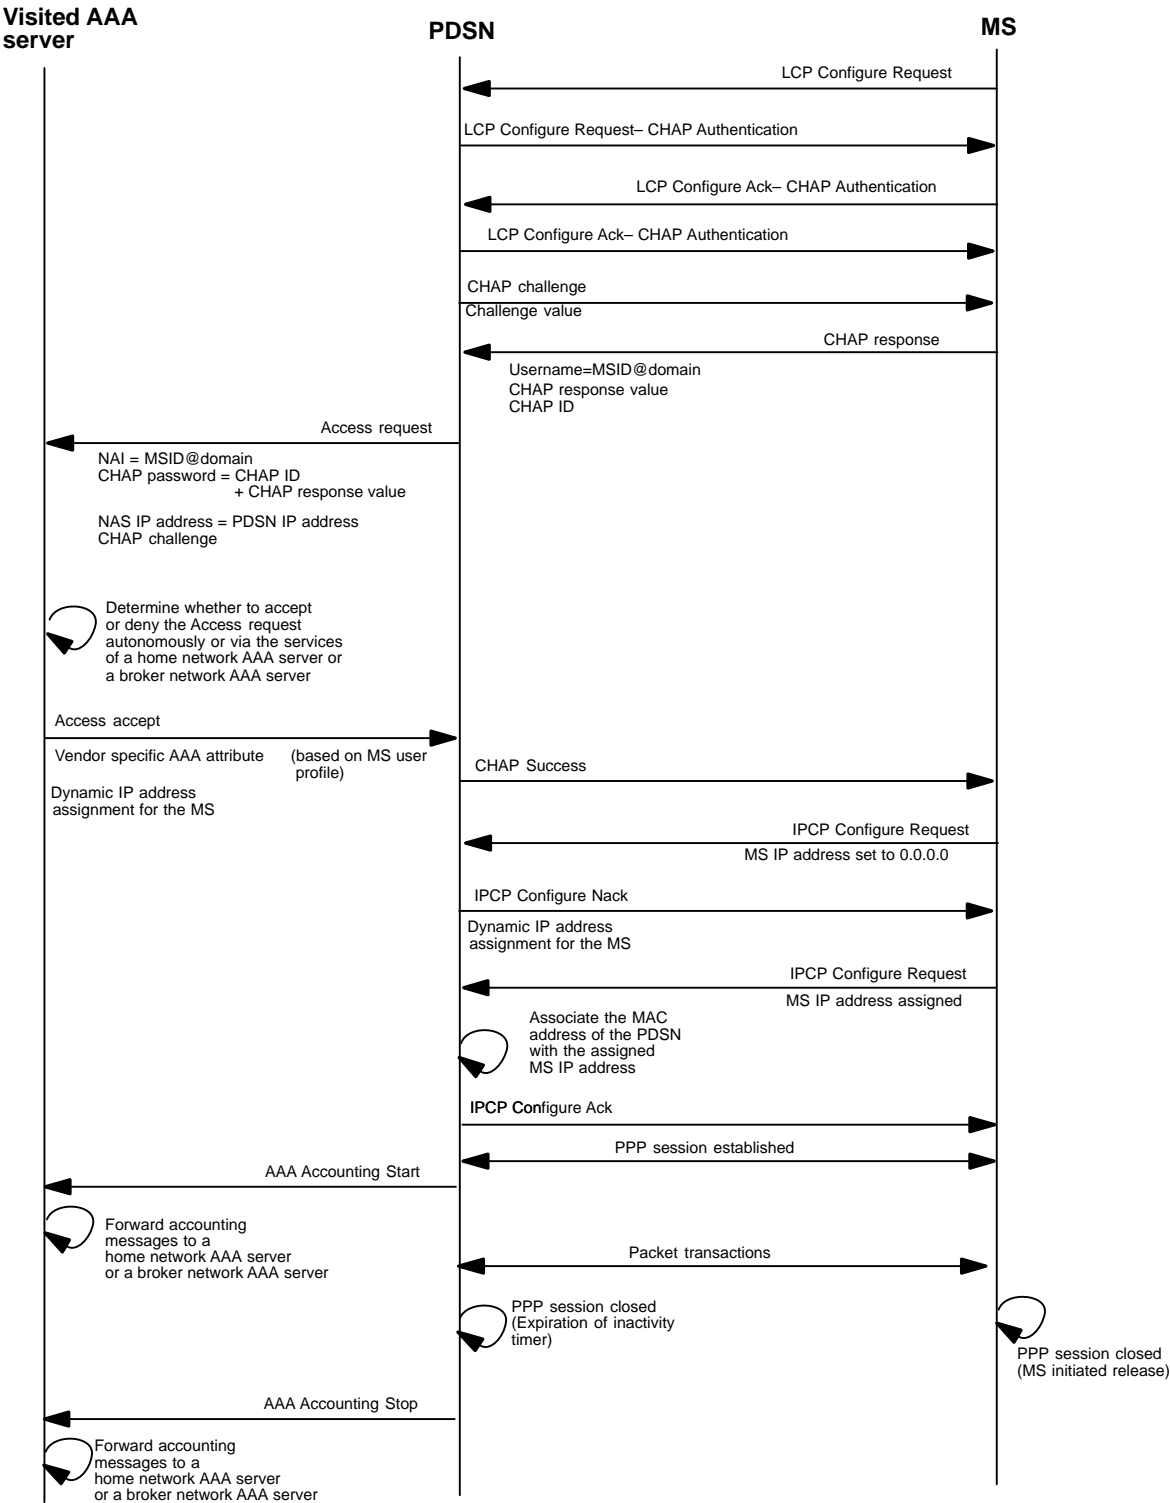 Visited AAA
server
PDSN
MS
LCP Configure Request
LCP Configure Request– CHAP Authentication
LCP Configure Ack– CHAP Authentication
LCP Configure Ack– CHAP Authentication
CHAP challenge
Challenge value
CHAP response
Username=MSID@domain
CHAP response value
CHAP ID
Access request
NAI = MSID@domain
CHAP password = CHAP ID
+ CHAP response value
NAS IP address = PDSN IP address
CHAP challenge
Determine whether to accept
or deny the Access request
autonomously or via the services
of a home network AAA server or
a broker network AAA server
Access accept
Vendor specific AAA attribute (based on MS user
profile)
Dynamic IP address
assignment for the MS
CHAP Success
IPCP Configure Request
MS IP address set to 0.0.0.0
IPCP Configure Nack
Dynamic IP address
assignment for the MS
IPCP Configure Request
MS IP address assigned
Associate the MAC
address of the PDSN
with the assigned
MS IP address
IPCP Configure Ack
PPP session established
AAA Accounting Start
Forward accounting
messages to a
home network AAA server
or a broker network AAA server
Packet transactions
PPP session closed
(Expiration of inactivity
timer)
PPP session closed
(MS initiated release)
AAA Accounting Stop
Forward accounting
messages to a
home network AAA server
or a broker network AAA server